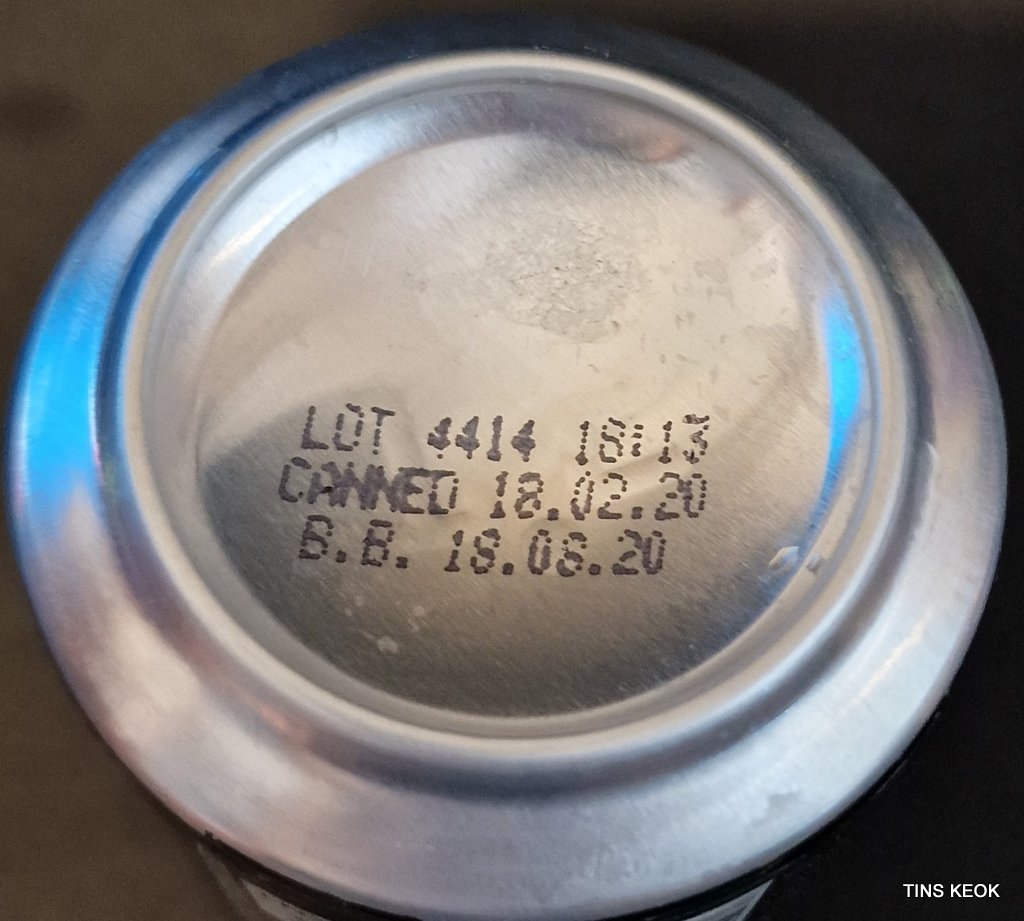 LOT 4414 18:13
CANNED 18.02.20
B.B. 18.08.20
TINS KEOK